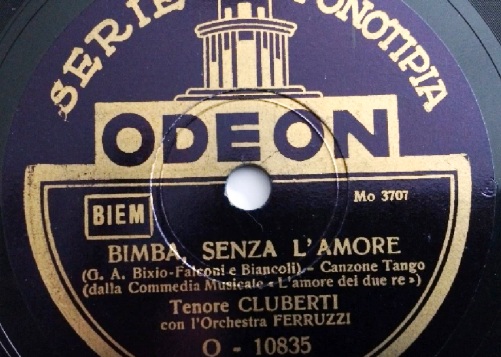 SERIE FONOTIPIA
ODEON
BIEM
Mo 3707
BIMBA, SENZA L'AMORE
(G. A. Bixio-Falconi e Biancoli) - Canzone Tango
(dalla Commedia Musicale « L'amore dei due re »)
Tenore CLUBERTI
con l'Orchestra FERRUZZI
O - 10835